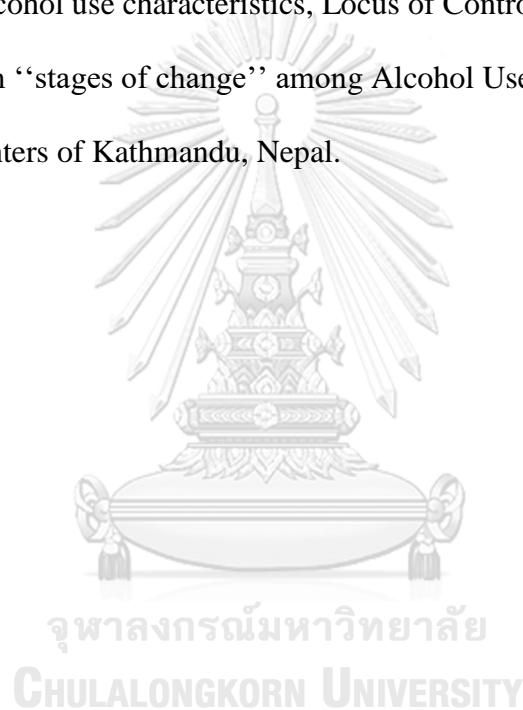 cohol use characteristics, Locus of Contro
‘‘stages of change’’ among Alcohol Use
nters of Kathmandu, Nepal.
จุฬาลงกรณ์มหาวิทยาลัย
CHULALONGKORN UNIVERSITY